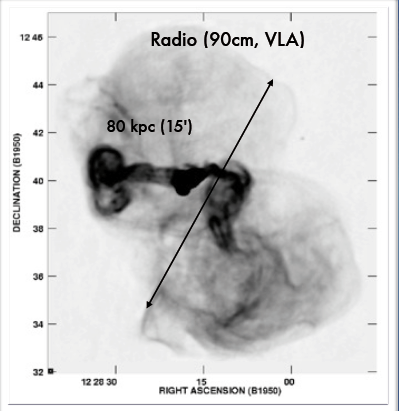 Radio (90cm, VLA)
80 kpc (15')
DECLINATION (B1950)
12 46
44
42
40
38
36
34
32
12 28 30
15
00
RIGHT ASCENSION (B1950)